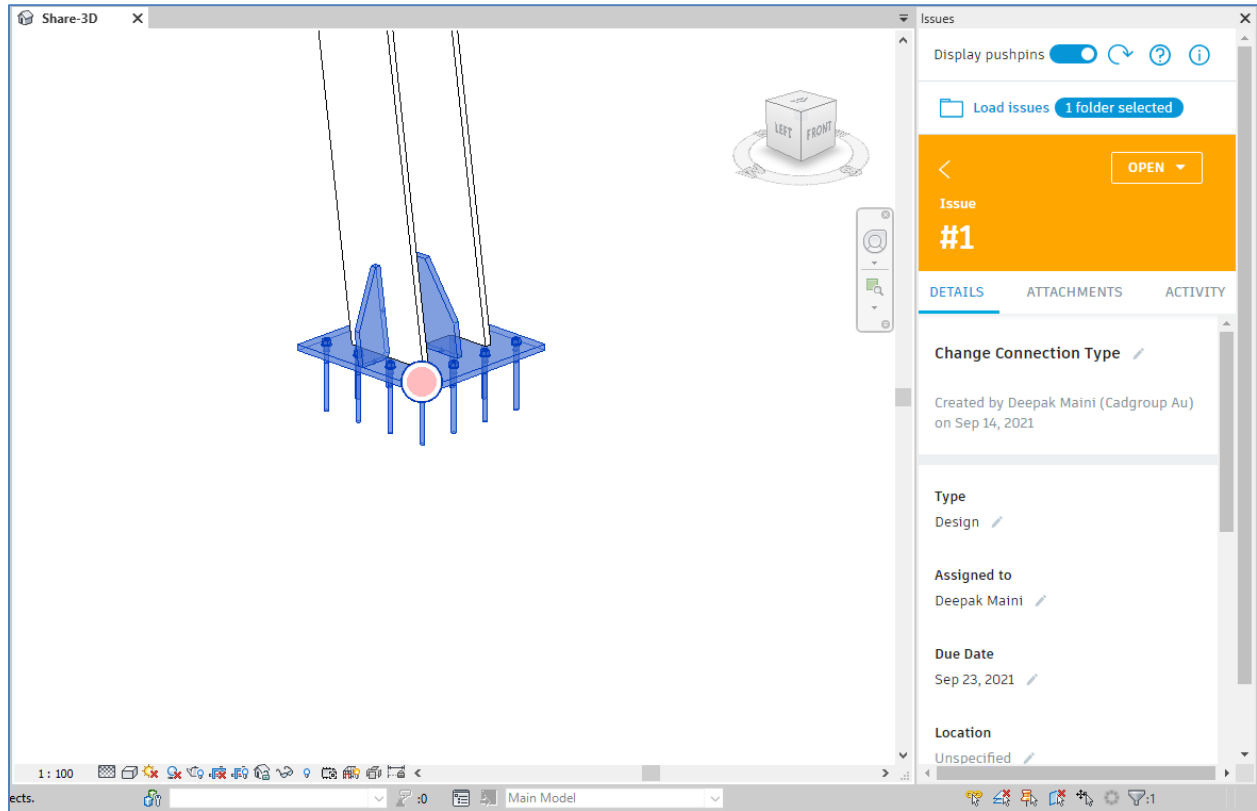 Share-3D X
Issues X
Display pushpins
Load issues 1 folder selected
OPEN
Issue
#1
DETAILS ATTACHMENTS ACTIVITY
Change Connection Type
Created by Deepak Maini (Cadgroup Au)
on Sep 14, 2021
Type
Design
Assigned to
Deepak Maini
Due Date
Sep 23, 2021
Location
Unspecified
LEFT FRONT
1 : 100
ects.
:0
Main Model
:1